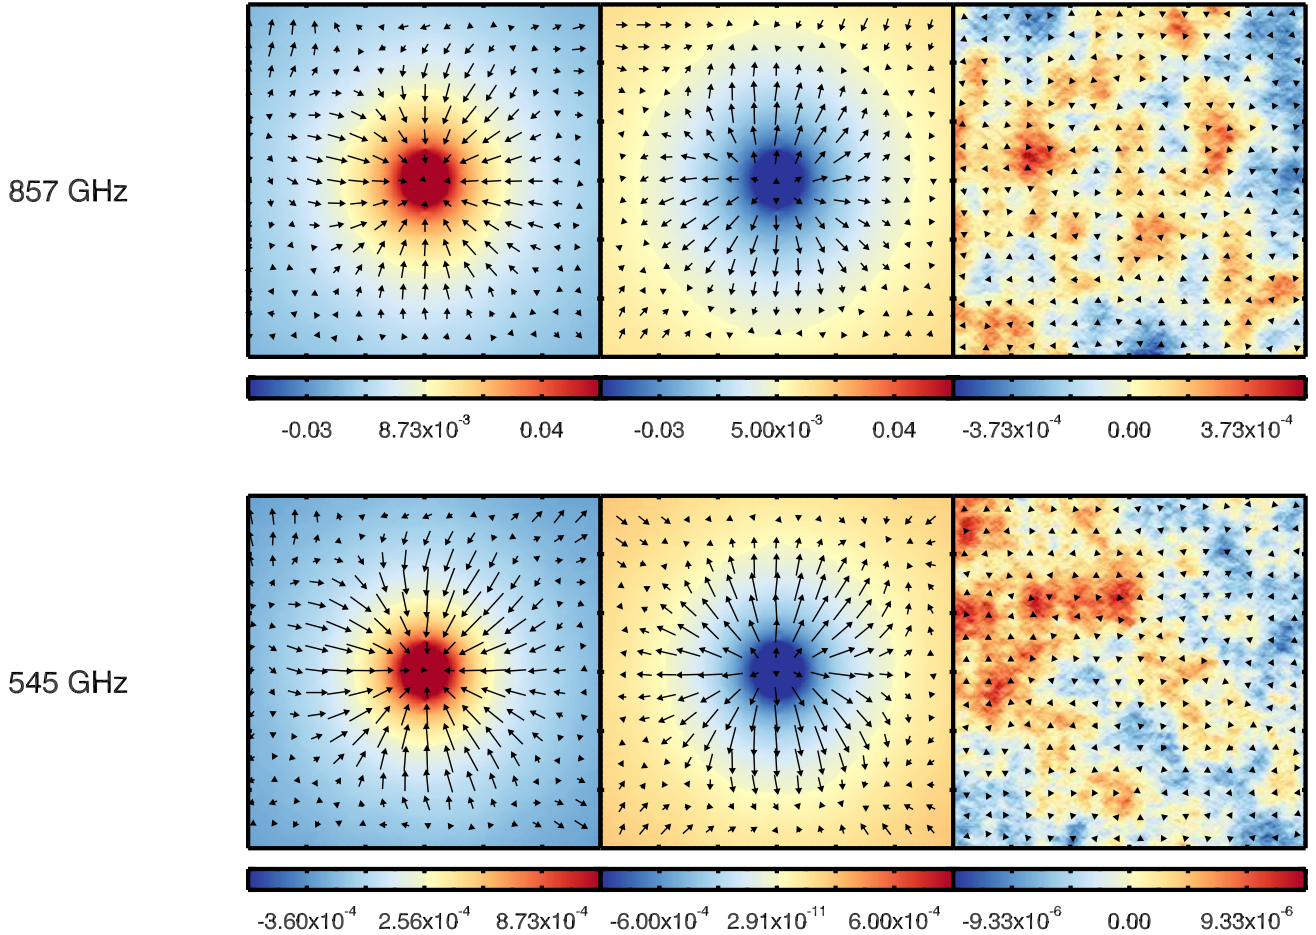 857 GHz
-0.03 8.73x10⁻³ 0.04 -0.03 5.00x10⁻³ 0.04 -3.73x10⁻⁴ 0.00 3.73x10⁻⁴
545 GHz
-3.60x10⁻⁴ 2.56x10⁻⁴ 8.73x10⁻⁴ -6.00x10⁻⁴ 2.91x10⁻¹¹ 6.00x10⁻⁴ -9.33x10⁻⁶ 0.00 9.33x10⁻⁶